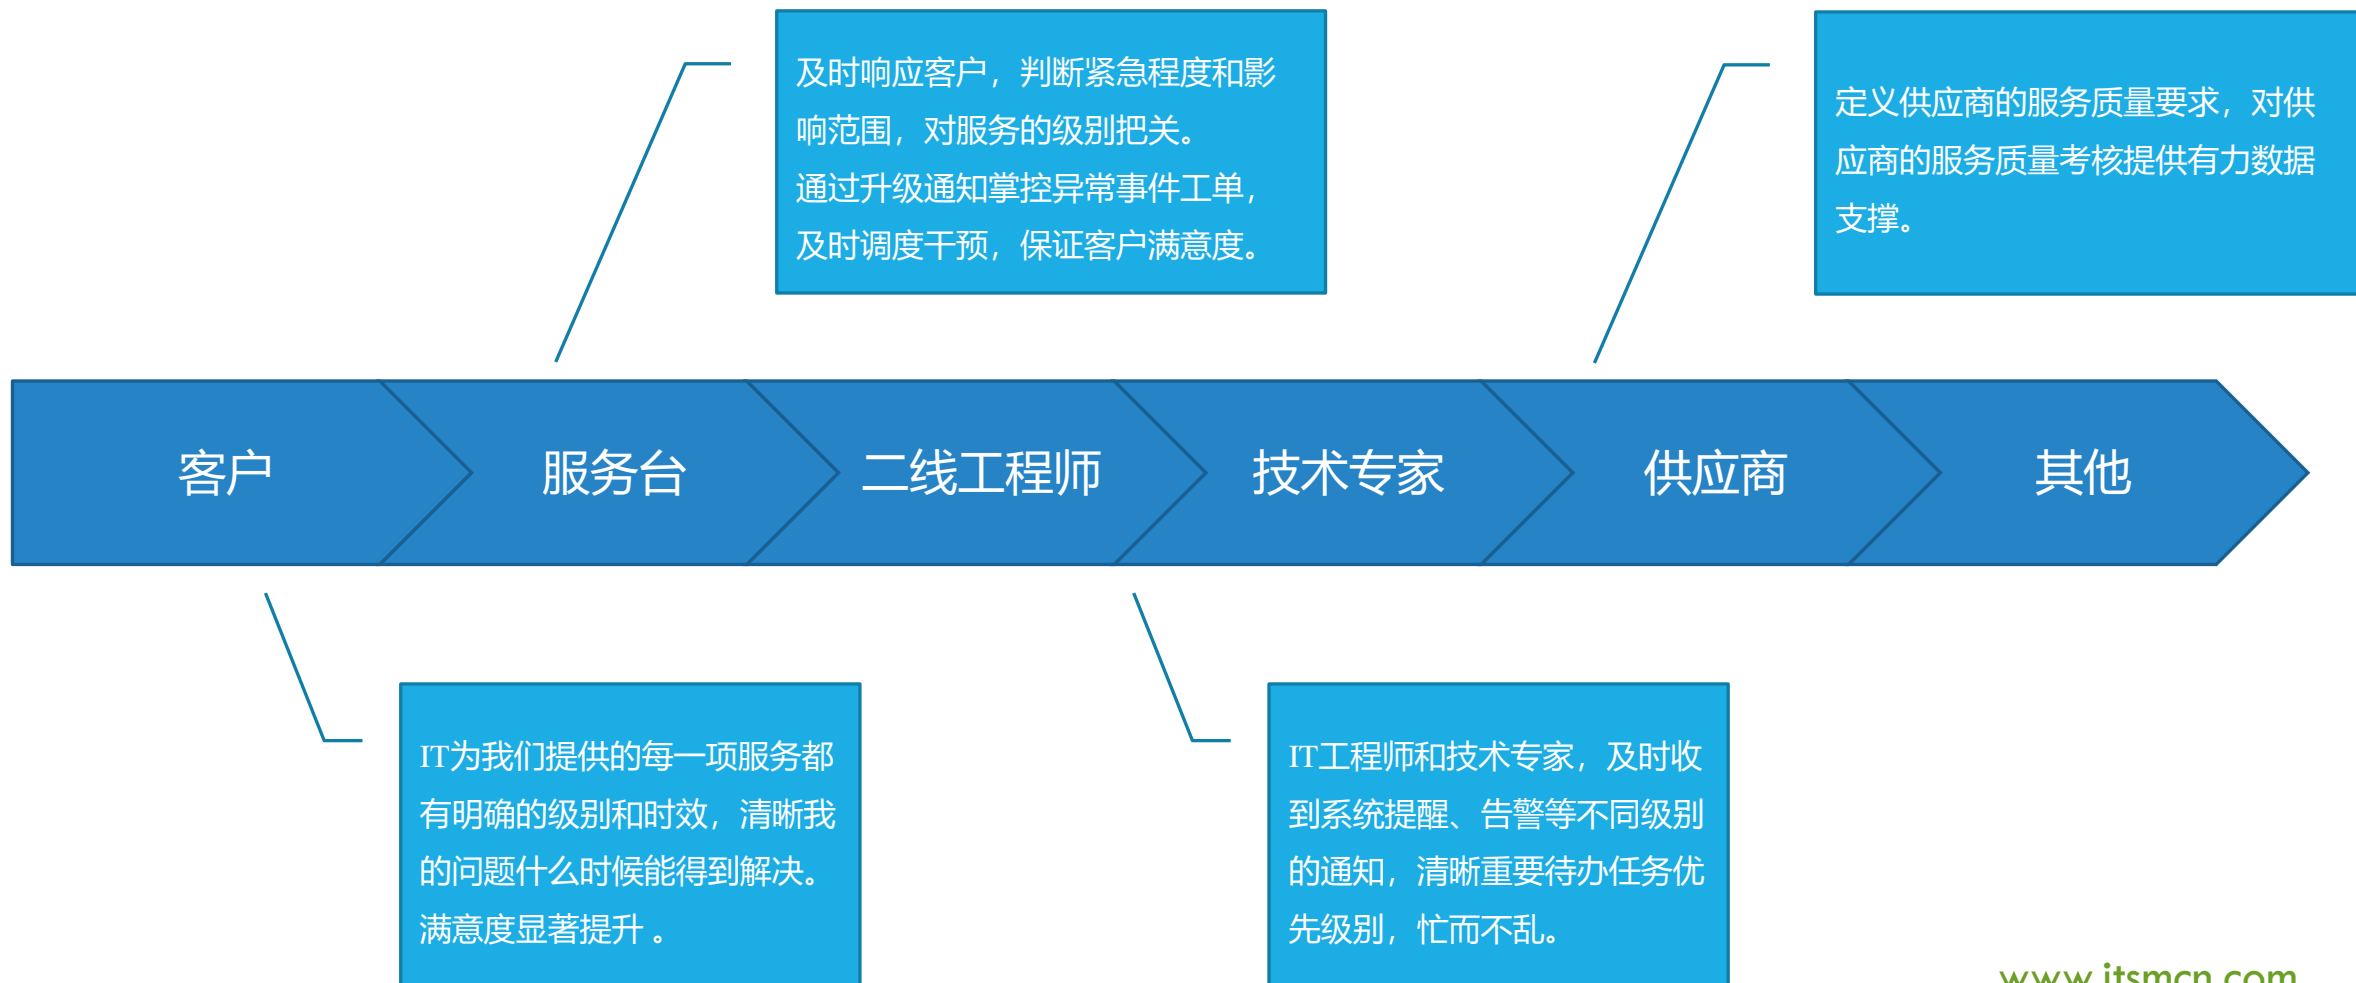 及时响应客户，判断紧急程度和影
响范围，对服务的级别把关。
通过升级通知掌控异常事件工单，
及时调度干预，保证客户满意度。
定义供应商的服务质量要求，对供
应商的服务质量考核提供有力数据
支撑。
客户
服务台
二线工程师
技术专家
供应商
其他
IT为我们提供的每一项服务都
有明确的级别和时效，清晰我
的问题什么时候能得到解决。
满意度显著提升 。
IT工程师和技术专家，及时收
到系统提醒、告警等不同级别
的通知，清晰重要待办任务优
先级别，忙而不乱。
www.itsmcn.com